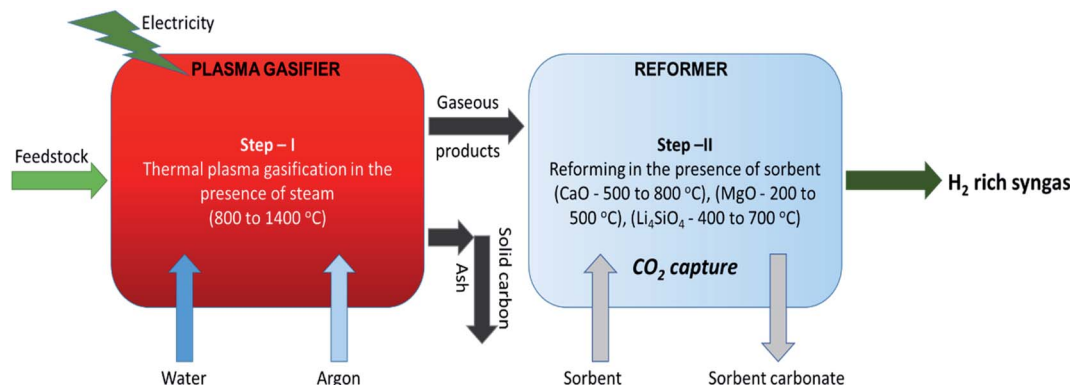 Electricity
PLASMA GASIFIER
Step – I
Thermal plasma gasification in the
presence of steam
(800 to 1400 °C)
Feedstock
Water
Argon
Gaseous
products
Solid carbon
Ash
REFORMER
Step –II
Reforming in the presence of sorbent
(CaO - 500 to 800 °C), (MgO - 200 to
500 °C), (Li₄SiO₄ - 400 to 700 °C)
CO₂ capture
Sorbent
Sorbent carbonate
H₂ rich syngas